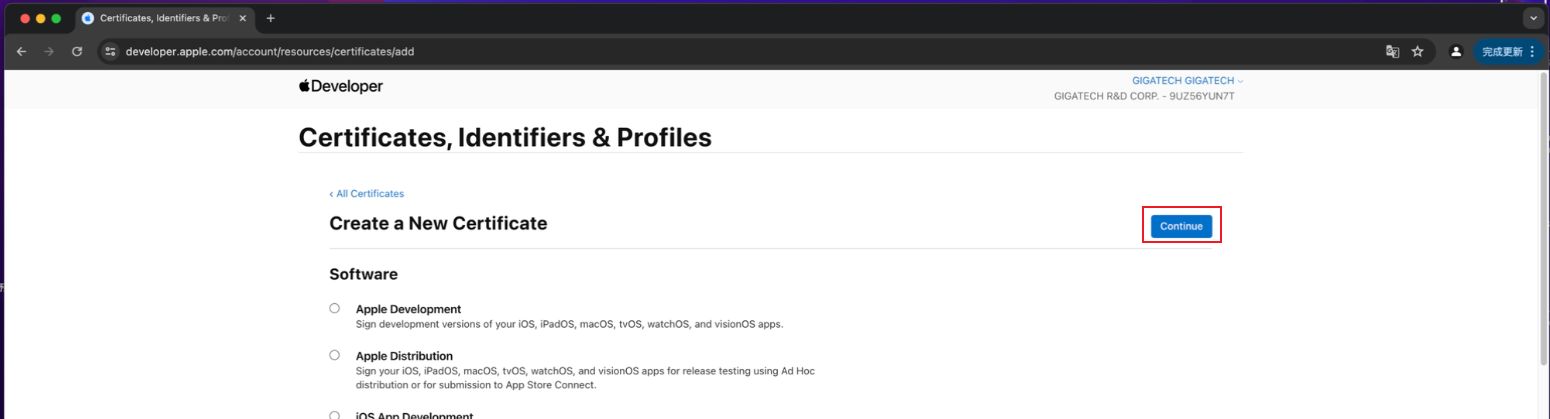 Certificates, Identifiers & Prof
developer.apple.com/account/resources/certificates/add
完成更新
Developer
GIGATECH GIGATECH
GIGATECH R&D CORP. - 9UZ56YUN7T
Certificates, Identifiers & Profiles
‹ All Certificates
Create a New Certificate
Continue
Software
Apple Development
Sign development versions of your iOS, iPadOS, macOS, tvOS, watchOS, and visionOS apps.
Apple Distribution
Sign your iOS, iPadOS, macOS, tvOS, watchOS, and visionOS apps for release testing using Ad Hoc
distribution or for submission to App Store Connect.
iOS App Development